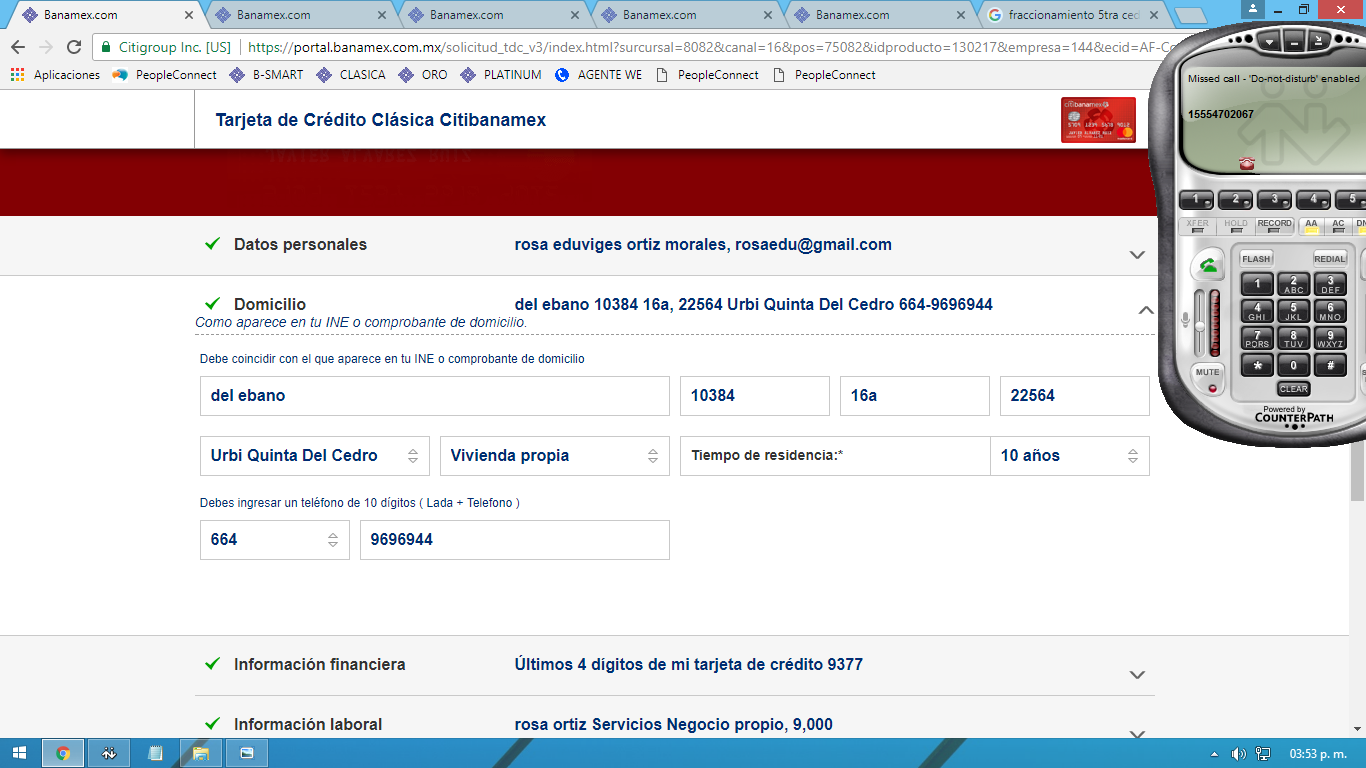 Banamex.com
Banamex.com
Banamex.com
Banamex.com
Banamex.com
fraccionamiento 5tra ced
Citigroup Inc. [US]
https://portal.banamex.com.mx/solicitud_tdc_v3/index.html?surcursal=8082&canal=16&pos=75082&idproducto=130217&empresa=144&ecid=AF-Co
Aplicaciones
PeopleConnect
B-SMART
CLASICA
ORO
PLATINUM
AGENTE WE
PeopleConnect
PeopleConnect
Tarjeta de Crédito Clásica Citibanamex
citibanamex
Datos personales
rosa eduviges ortiz morales, rosaedu@gmail.com
Domicilio
del ebano 10384 16a, 22564 Urbi Quinta Del Cedro 664-9696944
Como aparece en tu INE o comprobante de domicilio.
Debe coincidir con el que aparece en tu INE o comprobante de domicilio
del ebano
10384
16a
22564
Urbi Quinta Del Cedro
Vivienda propia
Tiempo de residencia:*
10 años
Debes ingresar un teléfono de 10 dígitos ( Lada + Telefono )
664
9696944
Información financiera
Últimos 4 dígitos de mi tarjeta de crédito 9377
Información laboral
rosa ortiz Servicios Negocio propio, 9,000
Missed call - 'Do-not-disturb' enabled
15554702067
1 2 3 4 5
XFER HOLD RECORD AA AC DN
FLASH REDIAL
1 2 ABC 3 DEF
4 GHI 5 JKL 6 MNO
7 PQRS 8 TUV 9 WXYZ
* 0 #
MUTE
CLEAR
Powered by
COUNTERPATH
03:53 p. m.